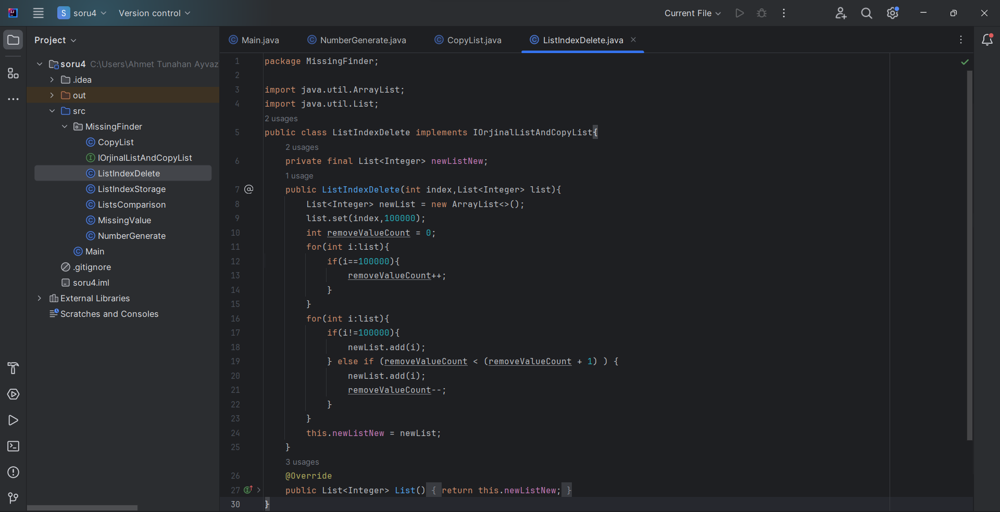 soru4
Version control
Current File
Project
Main.java
NumberGenerate.java
CopyList.java
ListIndexDelete.java
soru4 C:\Users\Ahmet Tunahan Ayvaz
.idea
out
src
MissingFinder
CopyList
IOrjinalListAndCopyList
ListIndexDelete
ListIndexStorage
ListsComparison
MissingValue
NumberGenerate
Main
.gitignore
soru4.iml
External Libraries
Scratches and Consoles
1 package MissingFinder;
2
3 import java.util.ArrayList;
4 import java.util.List;
2 usages
5 public class ListIndexDelete implements IOrjinalListAndCopyList{
2 usages
6 private final List<Integer> newListNew;
1 usage
7 @ public ListIndexDelete(int index,List<Integer> list){
8 List<Integer> newList = new ArrayList<>();
9 list.set(index,100000);
10 int removeValueCount = 0;
11 for(int i:list){
12 if(i==100000){
13 removeValueCount++;
14 }
15 }
16 for(int i:list){
17 if(i!=100000){
18 newList.add(i);
19 } else if (removeValueCount < (removeValueCount + 1) ) {
20 newList.add(i);
21 removeValueCount--;
22 }
23 }
24 this.newListNew = newList;
25 }
3 usages
26 @Override
27 public List<Integer> List() { return this.newListNew; }
30 }